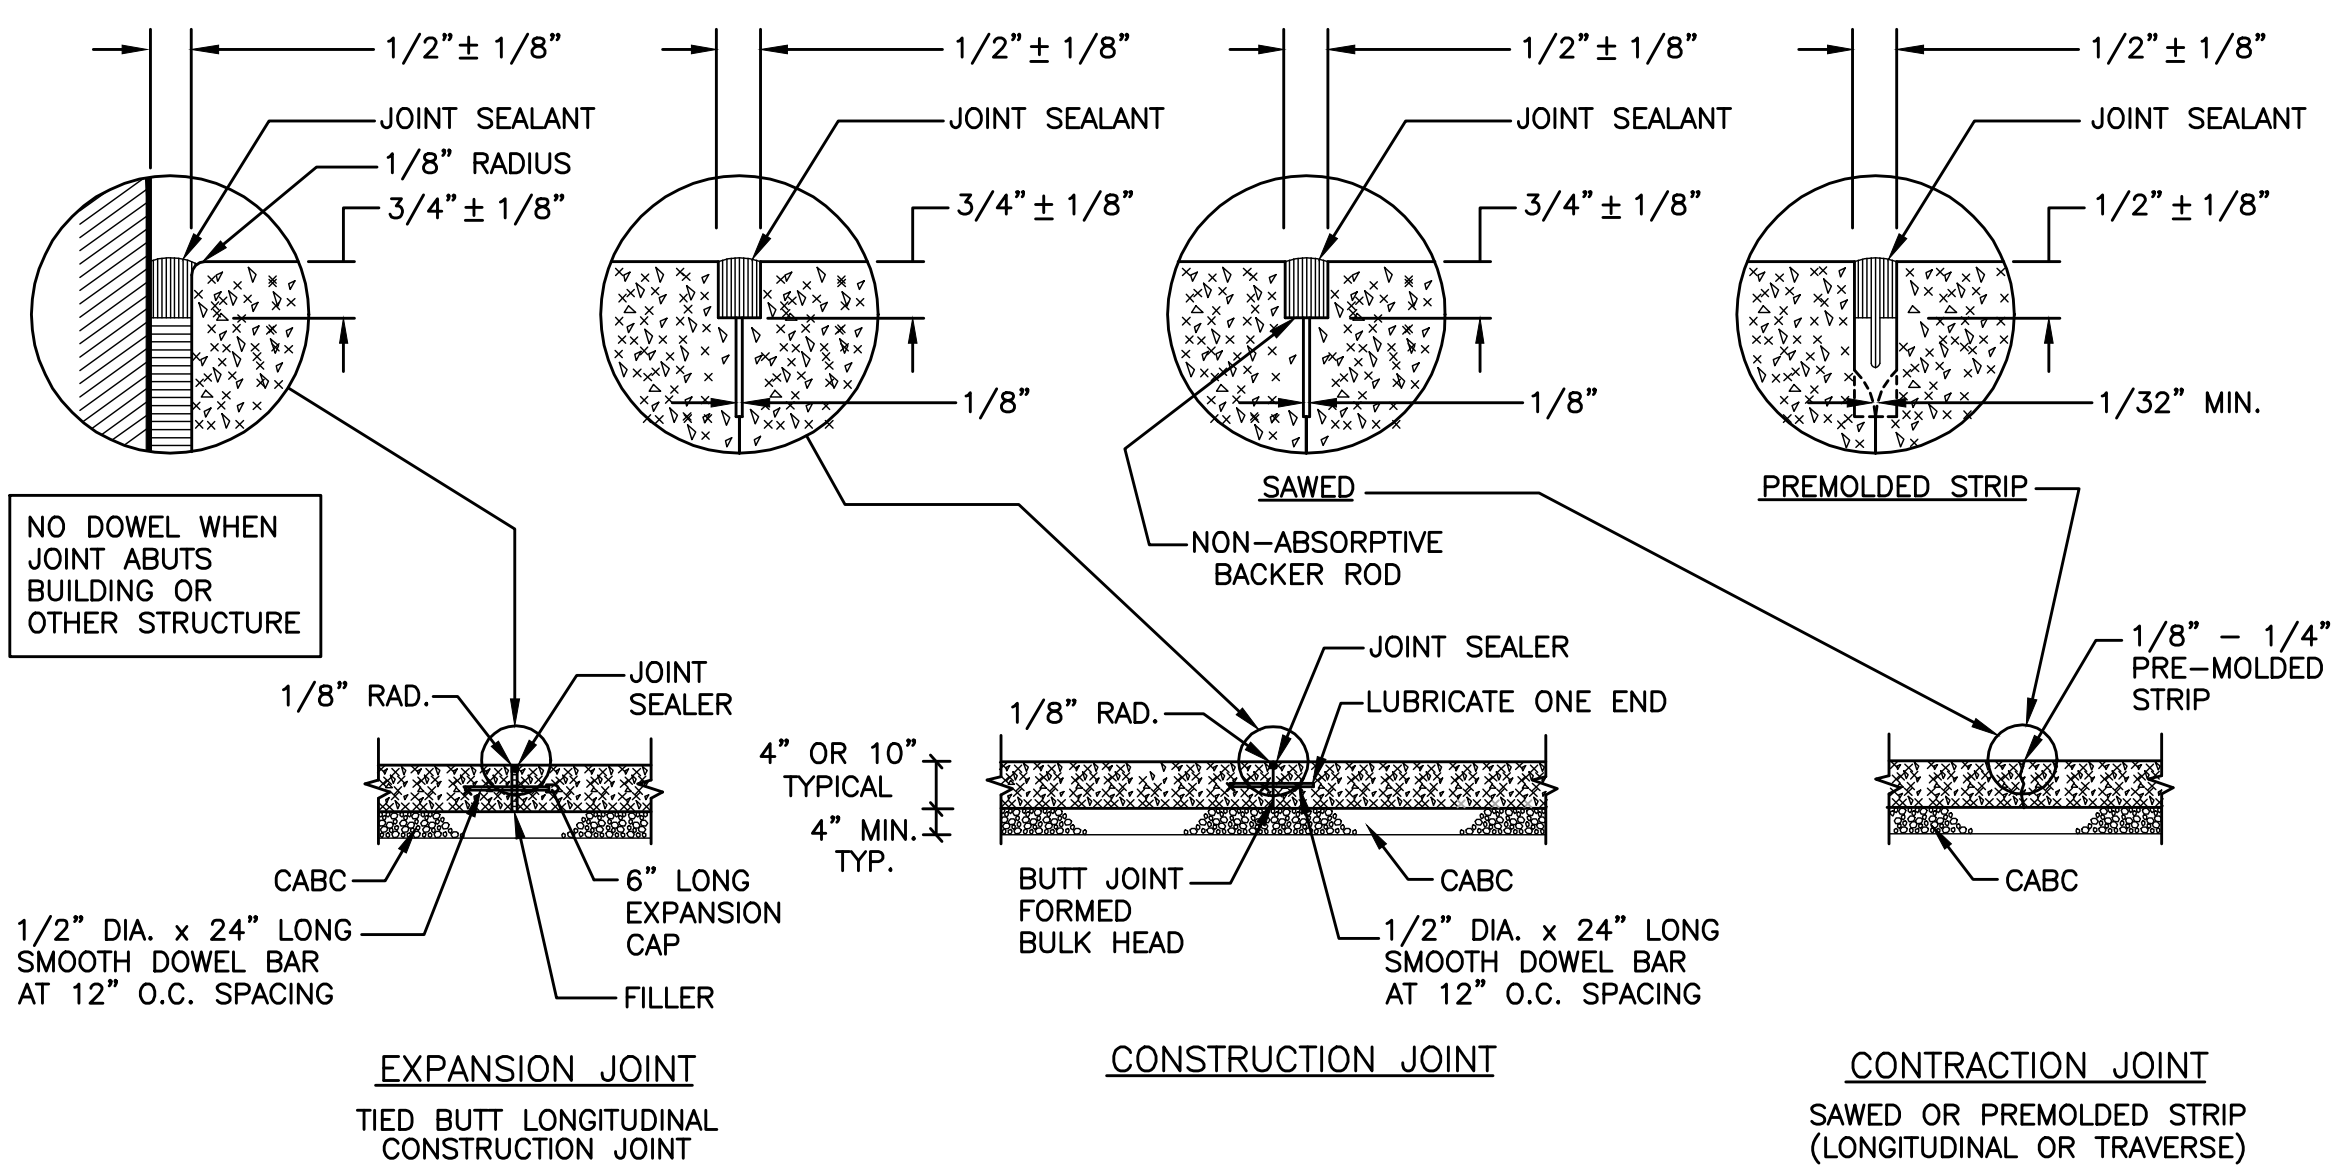 1/2"± 1/8"
JOINT SEALANT
1/8" RADIUS
3/4"± 1/8"
1/2"± 1/8"
JOINT SEALANT
3/4"± 1/8"
1/8"
1/2"± 1/8"
JOINT SEALANT
3/4"± 1/8"
1/8"
SAWED
NON-ABSORPTIVE
BACKER ROD
1/2"± 1/8"
JOINT SEALANT
1/2"± 1/8"
1/32" MIN.
PREMOLDED STRIP
NO DOWEL WHEN
JOINT ABUTS
BUILDING OR
OTHER STRUCTURE
1/8" RAD.
JOINT
SEALER
CABC
1/2" DIA. x 24" LONG
SMOOTH DOWEL BAR
AT 12" O.C. SPACING
6" LONG
EXPANSION
CAP
FILLER
EXPANSION JOINT
TIED BUTT LONGITUDINAL
CONSTRUCTION JOINT
JOINT SEALER
LUBRICATE ONE END
1/8" RAD.
4" OR 10"
TYPICAL
4" MIN.
TYP.
BUTT JOINT
FORMED
BULK HEAD
CABC
1/2" DIA. x 24" LONG
SMOOTH DOWEL BAR
AT 12" O.C. SPACING
CONSTRUCTION JOINT
1/8" - 1/4"
PRE-MOLDED
STRIP
CABC
CONTRACTION JOINT
SAWED OR PREMOLDED STRIP
(LONGITUDINAL OR TRAVERSE)